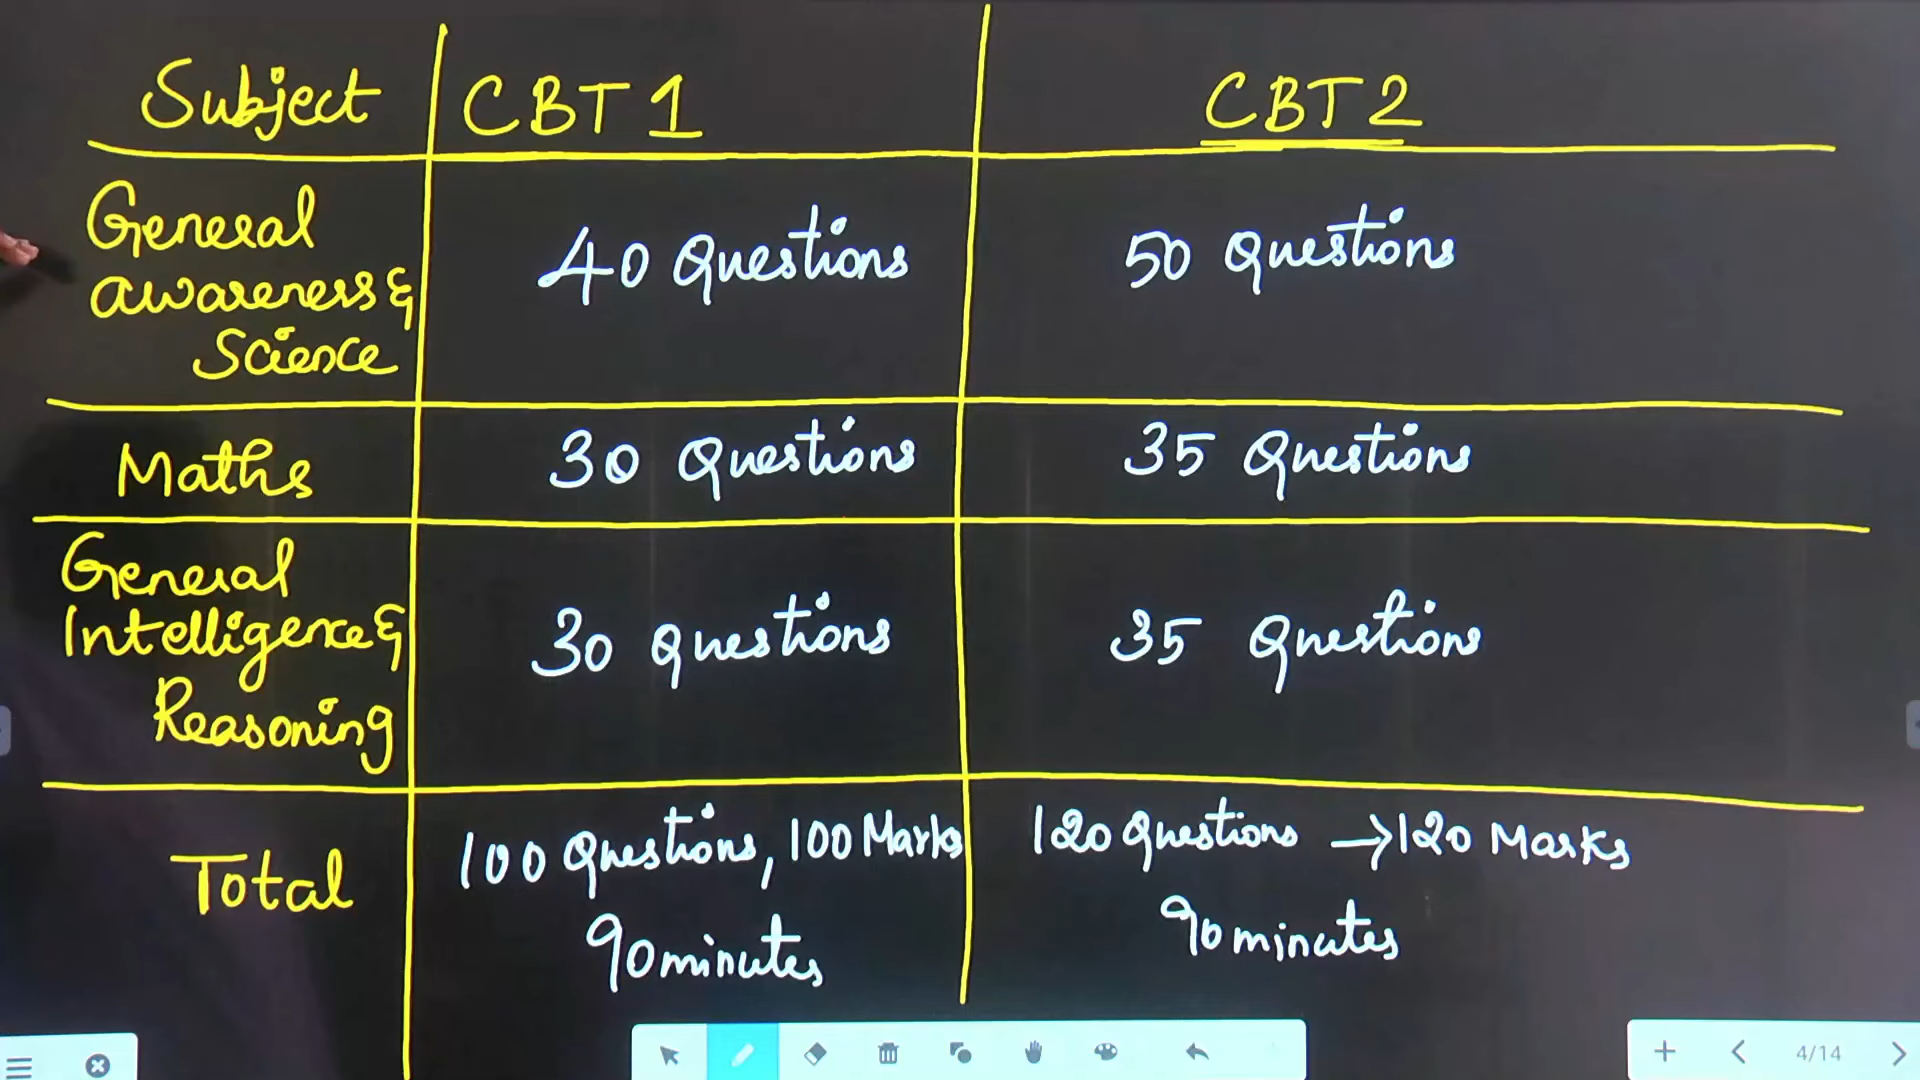 Subject CBT 1 CBT 2
General
awareness &
Science
40 Questions 50 Questions
Maths 30 Questions 35 Questions
General
Intelligence &
Reasoning
30 Questions 35 Questions
Total
100 Questions, 100 Marks
90 minutes
120 Questions → 120 Marks
90 minutes
4/14